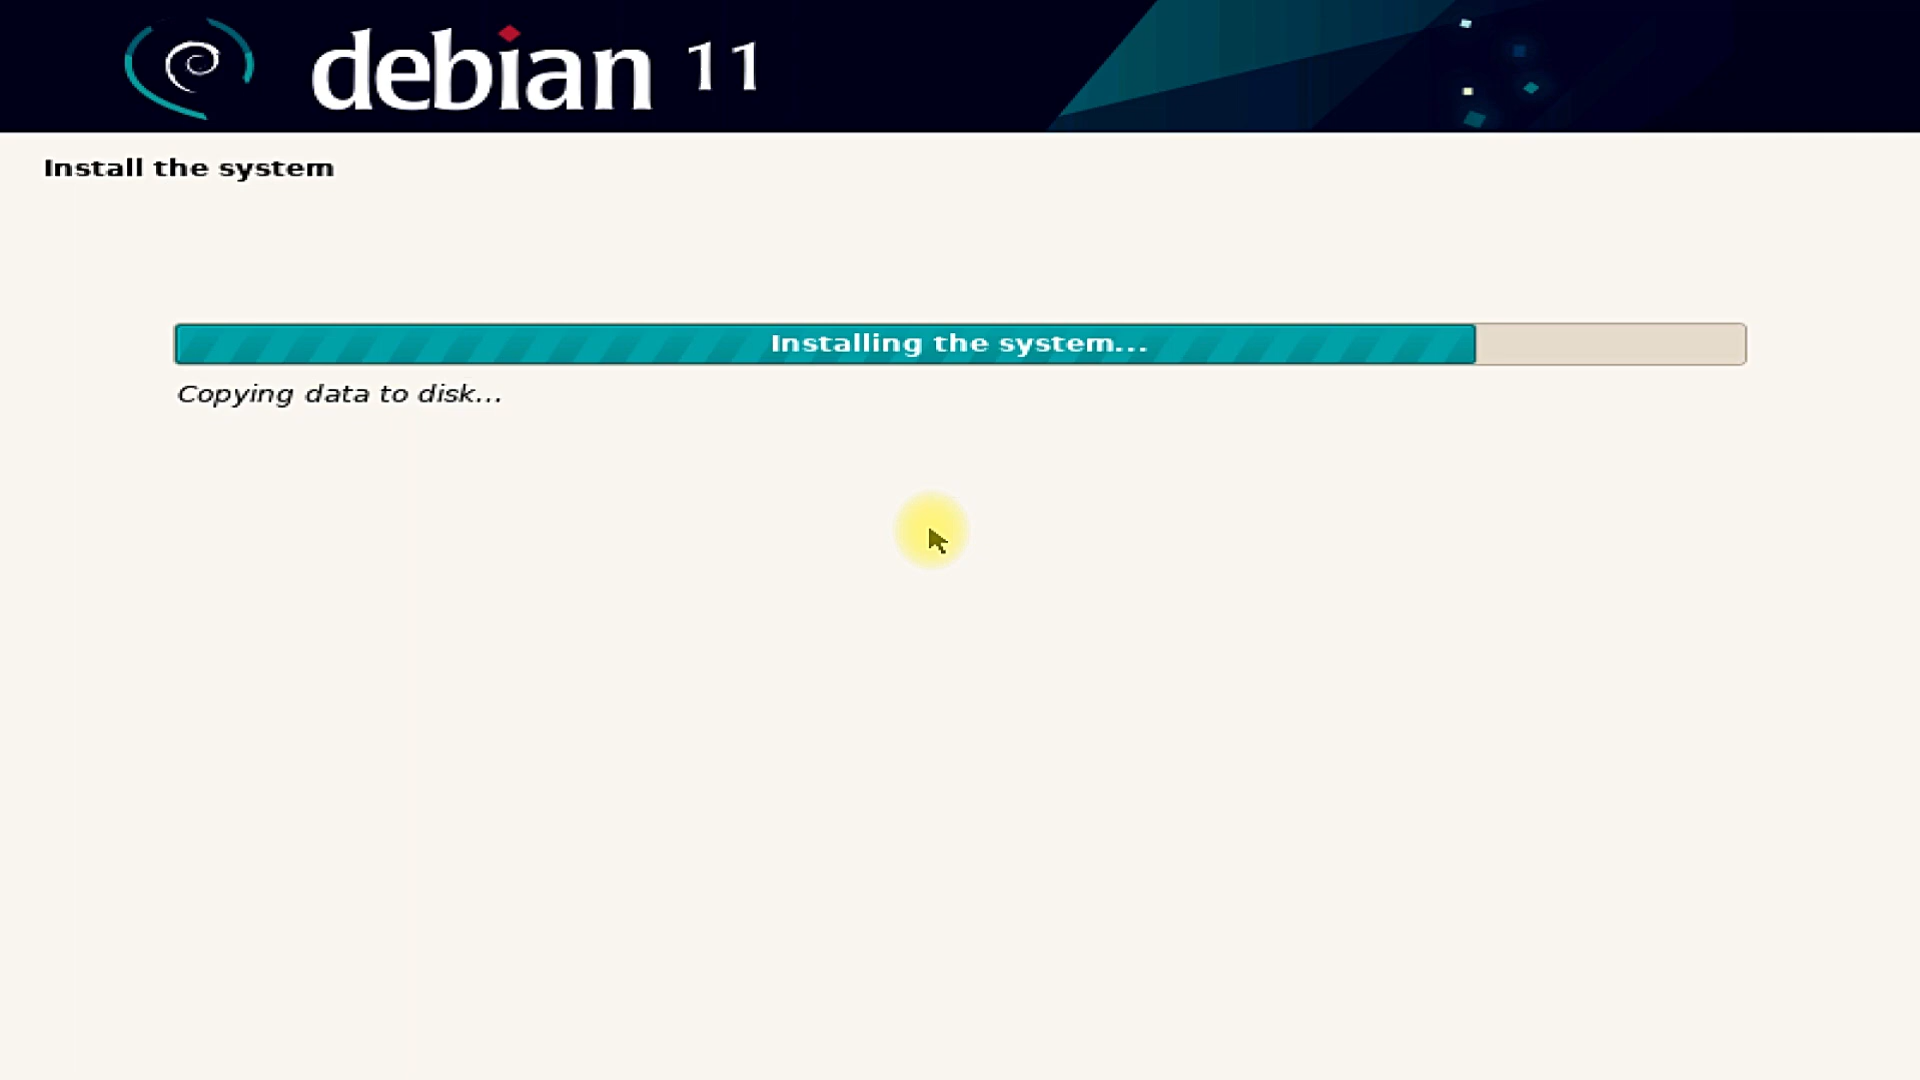 debian 11
Install the system
Installing the system...
Copying data to disk...